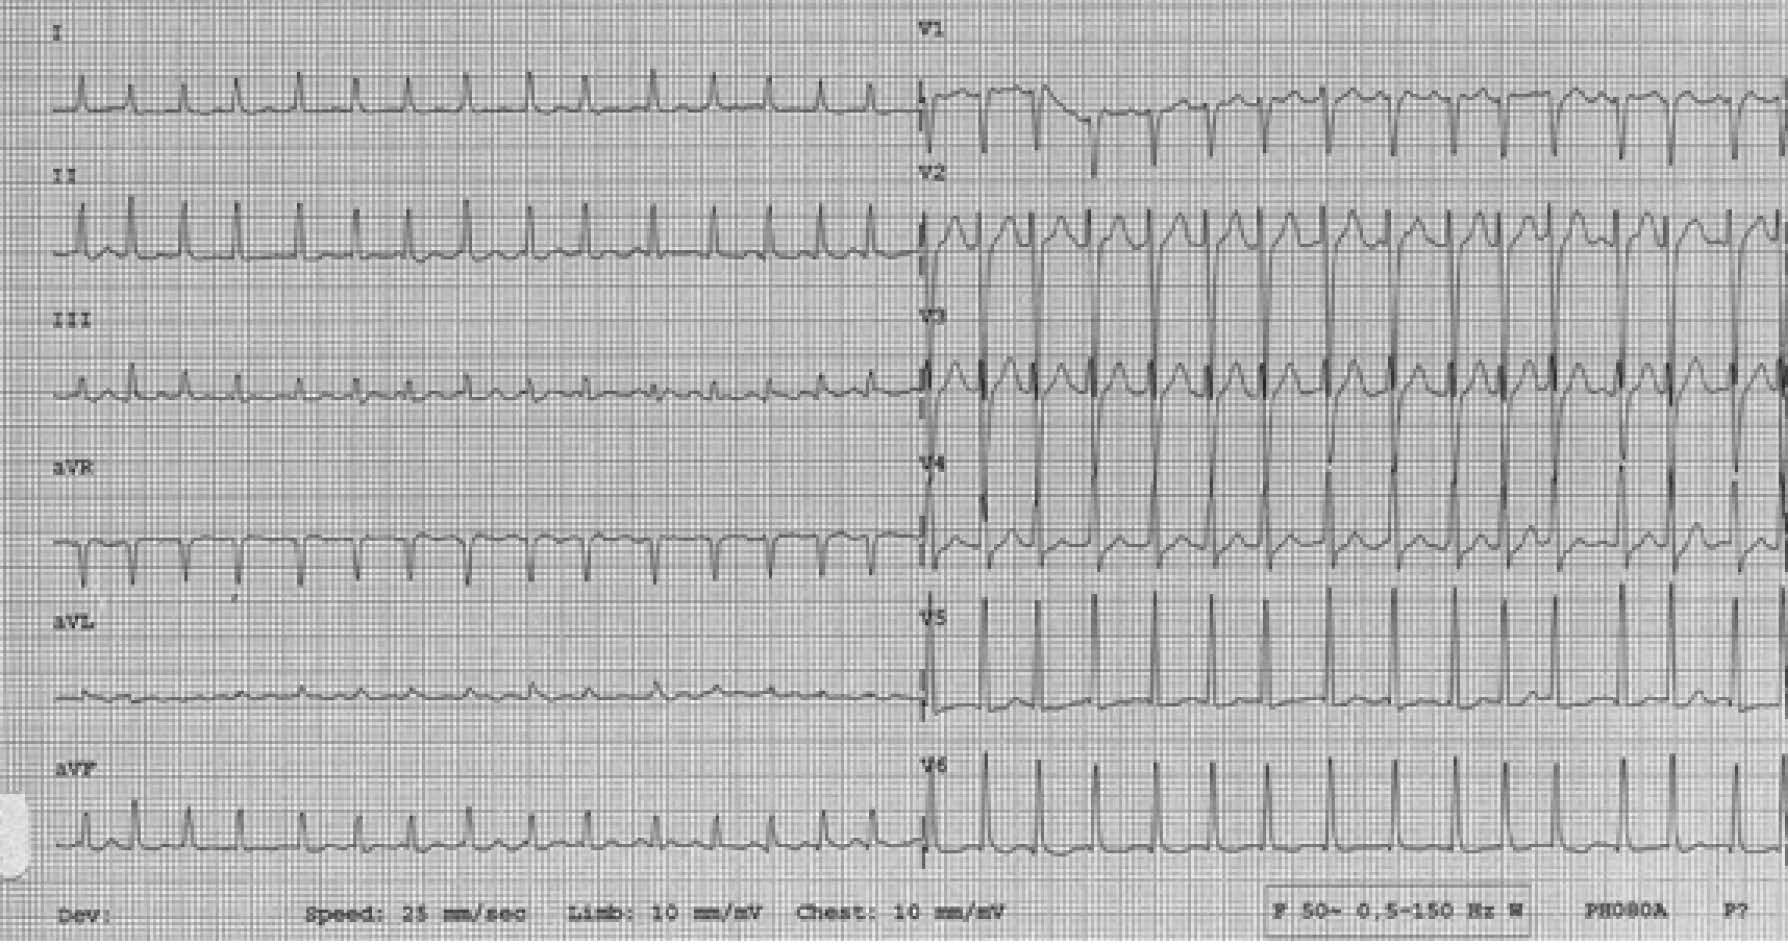 I
V1
II
V2
III
V3
aVR
V4
aVL
V5
aVF
V6
Dev: Speed: 25 mm/sec Limb: 10 mm/mV Chest: 10 mm/mV F 50~ 0,5-150 Hz W PH080A P?